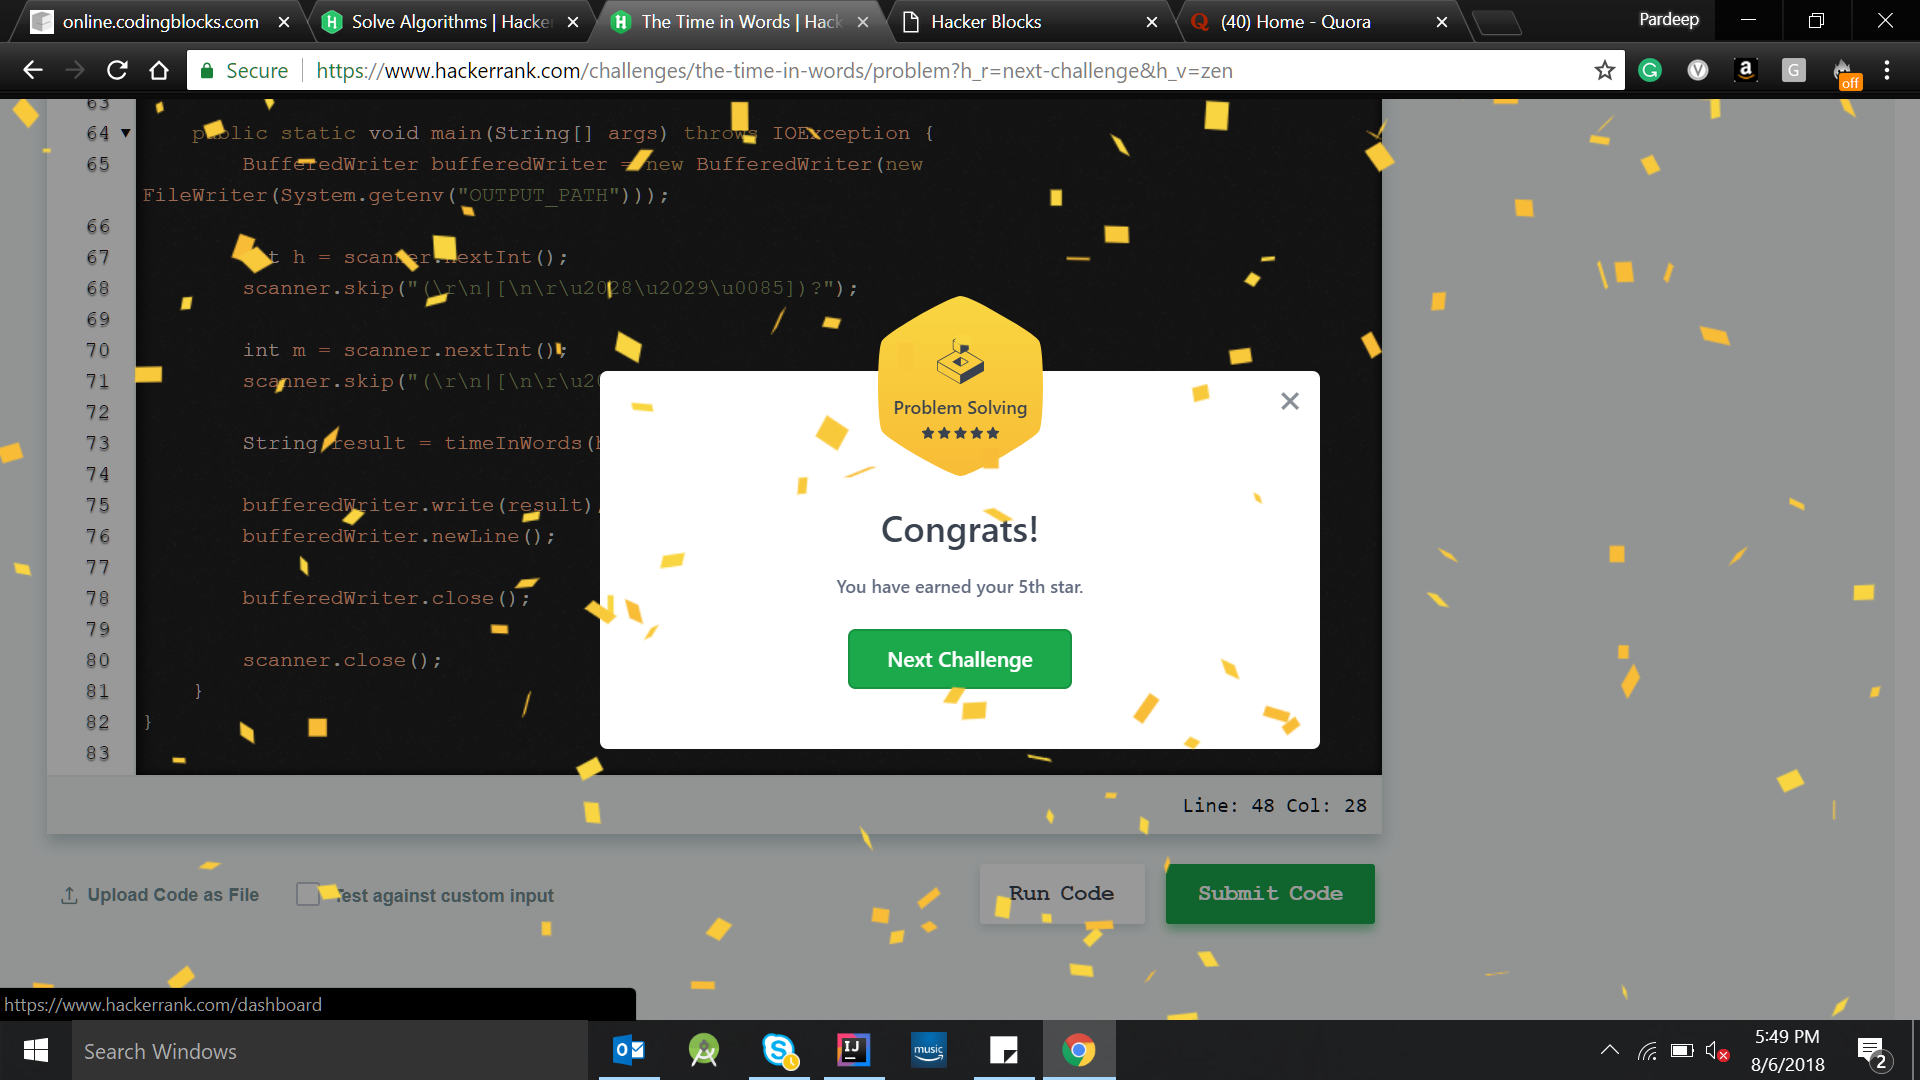 online.codingblocks.com
Solve Algorithms | Hacke
The Time in Words | Hack
Hacker Blocks
(40) Home - Quora
Pardeep
Secure
https://www.hackerrank.com/challenges/the-time-in-words/problem?h_r=next-challenge&h_v=zen
off
63
64 public static void main(String[] args) throws IOException {
65 BufferedWriter bufferedWriter = new BufferedWriter(new
FileWriter(System.getenv("OUTPUT_PATH")));
66
67 int h = scanner.nextInt();
68 scanner.skip("(\r\n|[\n\r\u2028\u2029\u0085])?");
69
70 int m = scanner.nextInt();
71 scanner.skip("(\r\n|[\n\r\u20
72
73 String result = timeInWords(h
74
75 bufferedWriter.write(result);
76 bufferedWriter.newLine();
77
78 bufferedWriter.close();
79
80 scanner.close();
81 }
82 }
83
Problem Solving
Congrats!
You have earned your 5th star.
Next Challenge
Line: 48 Col: 28
Upload Code as File
Test against custom input
Run Code
Submit Code
https://www.hackerrank.com/dashboard
Search Windows
IJ
music
5:49 PM
8/6/2018
2